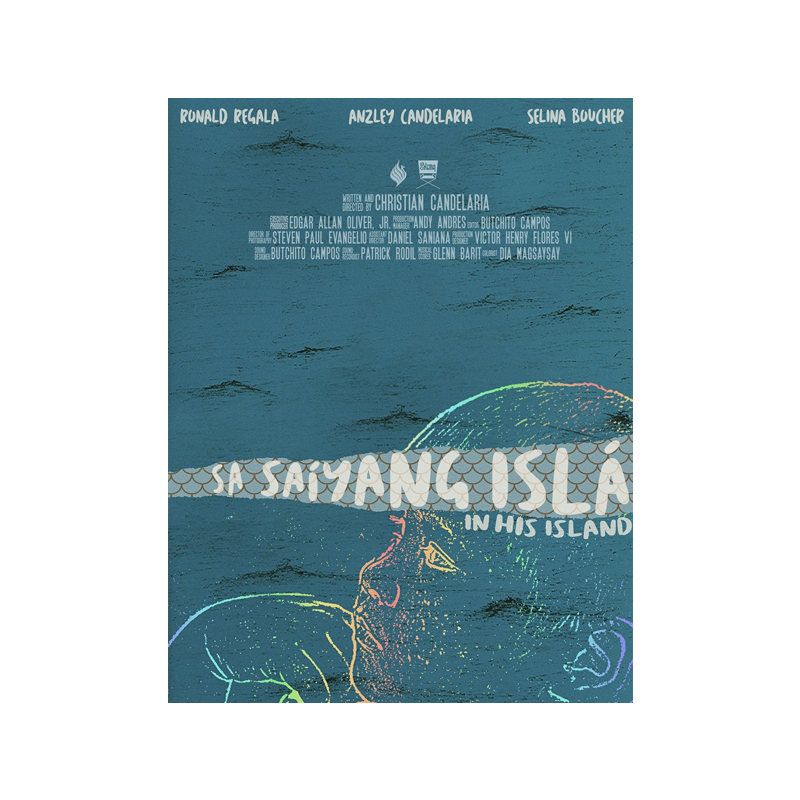 RONALD REGALA ANZLEY CANDELARIA SELINA BOUCHER
WRITTEN AND DIRECTED BY CHRISTIAN CANDELARIA
EXECUTIVE PRODUCER EDGAR ALLAN OLIVER, JR. PRODUCTION MANAGER ANDY ANDRES EDITOR BUTCHITO CAMPOS
DIRECTOR OF PHOTOGRAPHY STEVEN PAUL EVANGELIO ASSISTANT DIRECTOR DANIEL SANIANA PRODUCTION DESIGNER VICTOR HENRY FLORES VI
SOUND DESIGNER BUTCHITO CAMPOS SOUND RECORDIST PATRICK RODIL MUSICAL SCORER GLENN BARIT COLORIST DIA MAGSAYSAY
SA SAÍYANG ISLÁ
IN HIS ISLAND